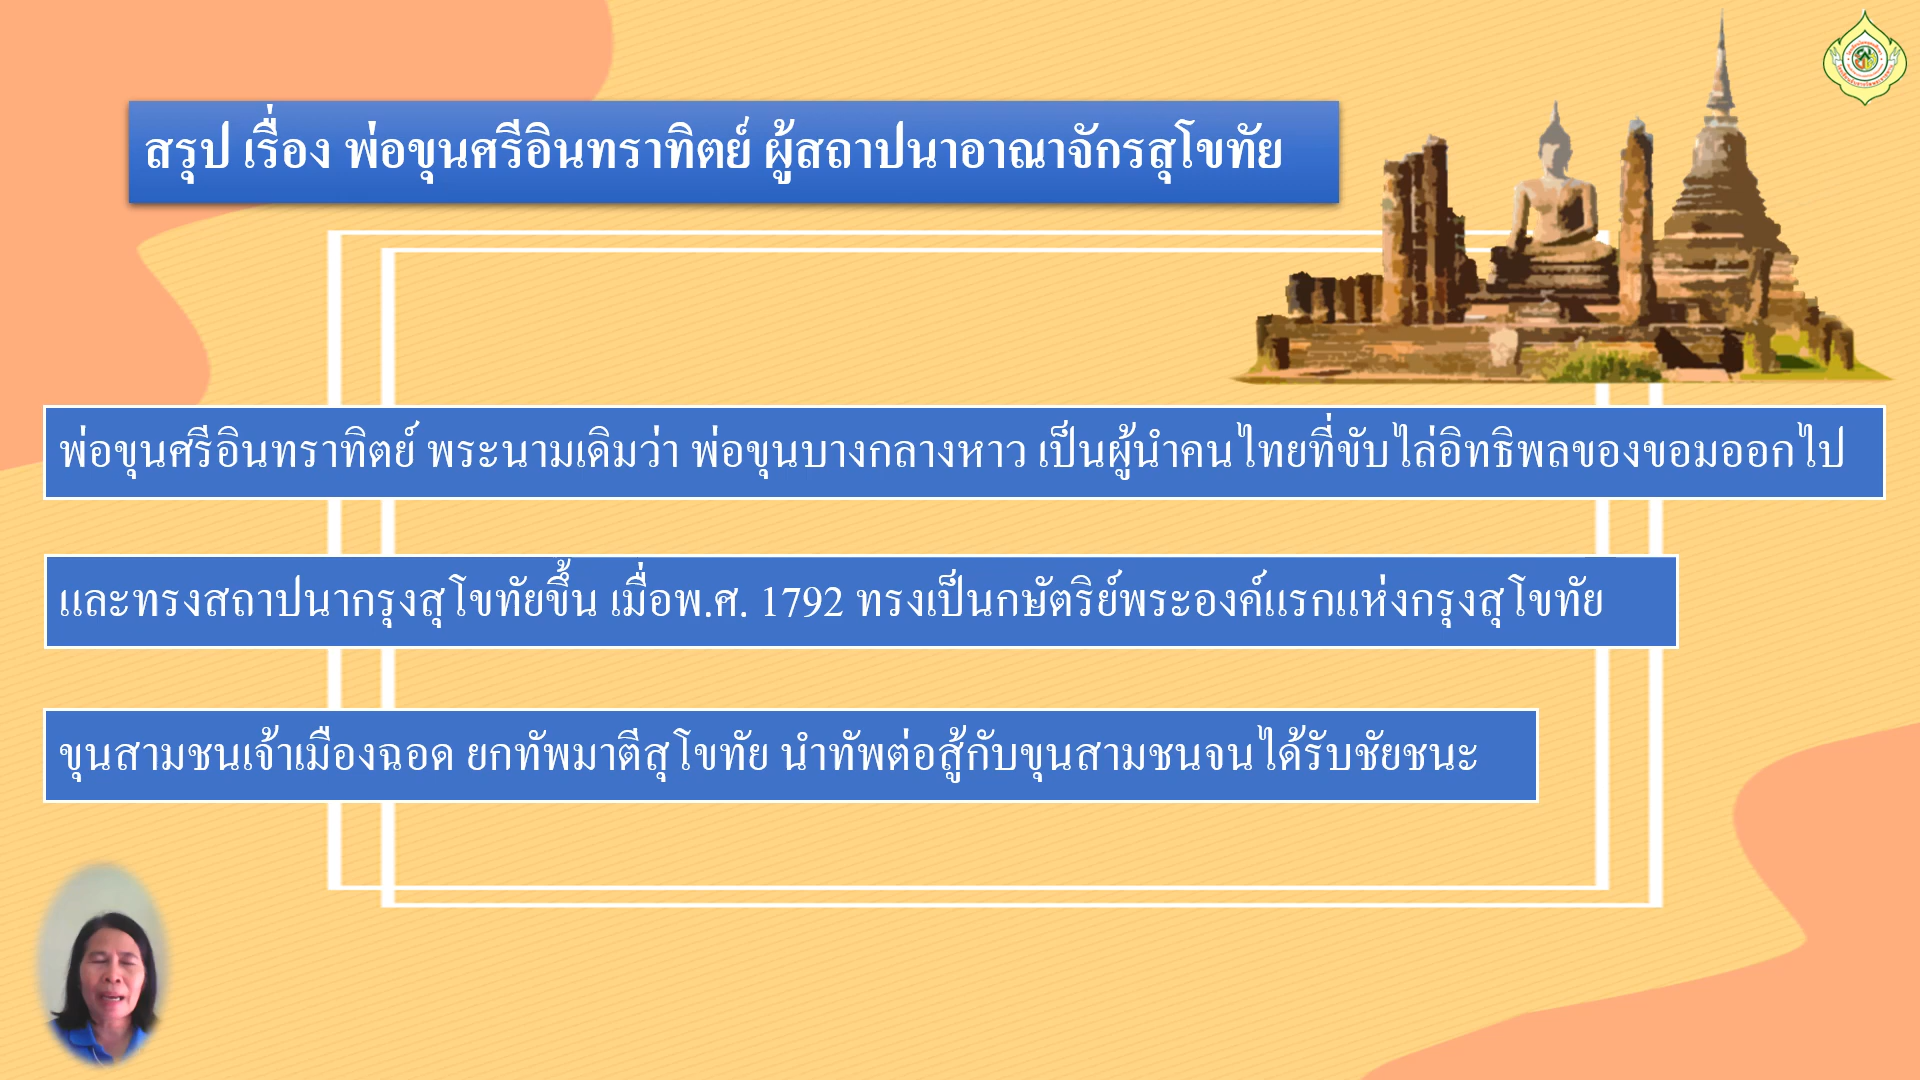 สรุป เรื่อง พ่อขุนศรีอินทราทิตย์ ผู้สถาปนาอาณาจักรสุโขทัย
พ่อขุนศรีอินทราทิตย์ พระนามเดิมว่า พ่อขุนบางกลางหาว เป็นผู้นำคนไทยที่ขับไล่อิทธิพลของขอมออกไป
และทรงสถาปนากรุงสุโขทัยขึ้น เมื่อพ.ศ. 1792 ทรงเป็นกษัตริย์พระองค์แรกแห่งกรุงสุโขทัย
ขุนสามชนเจ้าเมืองฉอด ยกทัพมาตีสุโขทัย นำทัพต่อสู้กับขุนสามชนจนได้รับชัยชนะ